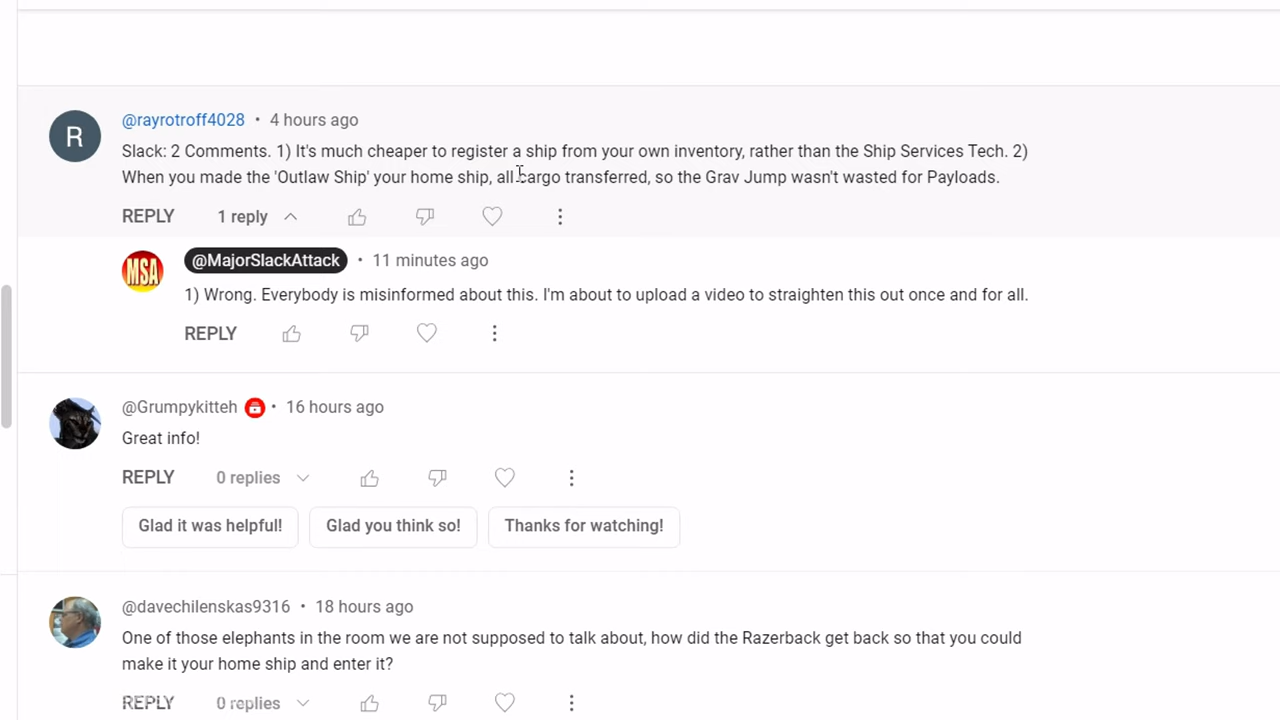 R
@rayrotroff4028 • 4 hours ago
Slack: 2 Comments. 1) It's much cheaper to register a ship from your own inventory, rather than the Ship Services Tech. 2)
When you made the 'Outlaw Ship' your home ship, all cargo transferred, so the Grav Jump wasn't wasted for Payloads.
REPLY 1 reply
MSA
@MajorSlackAttack • 11 minutes ago
1) Wrong. Everybody is misinformed about this. I'm about to upload a video to straighten this out once and for all.
REPLY
@Grumpykitteh • 16 hours ago
Great info!
REPLY 0 replies
Glad it was helpful! Glad you think so! Thanks for watching!
@davechilenskas9316 • 18 hours ago
One of those elephants in the room we are not supposed to talk about, how did the Razerback get back so that you could
make it your home ship and enter it?
REPLY 0 replies